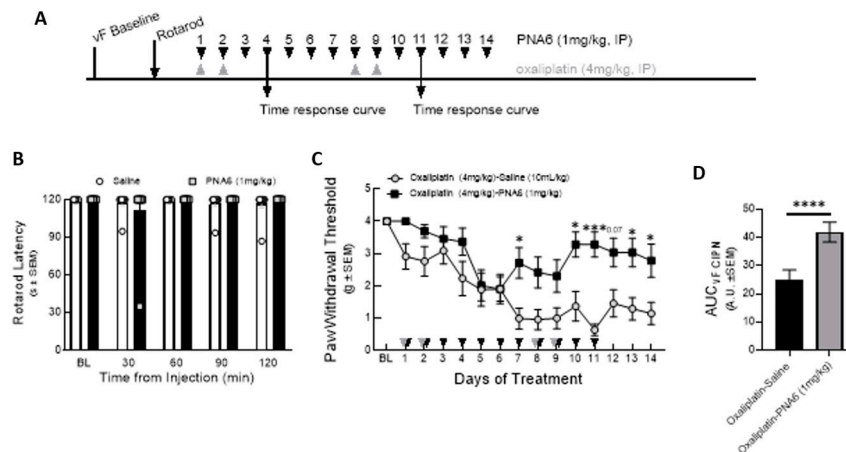 A
vF Baseline
Rotarod
1 2 3 4 5 6 7 8 9 10 11 12 13 14
PNA6 (1mg/kg, IP)
oxaliplatin (4mg/kg, IP)
Time response curve
Time response curve
B
Saline
PNA6 (1mg/kg)
Rotarod Latency
(s ± SEM)
120
90
60
30
0
BL 30 60 90 120
Time from Injection (min)
C
Oxaliplatin (4mg/kg)-Saline (10mL/kg)
Oxaliplatin (4mg/kg)-PNA6 (1mg/kg)
Paw Withdrawal Threshold
(g ± SEM)
5
4
3
2
1
0
* * *** 0.07 * *
BL 1 2 3 4 5 6 7 8 9 10 11 12 13 14
Days of Treatment
D
****
AUC vF CIPN
(A.U. ±SEM)
50
40
30
20
10
0
Oxaliplatin-Saline
Oxaliplatin-PNA6 (1mg/kg)